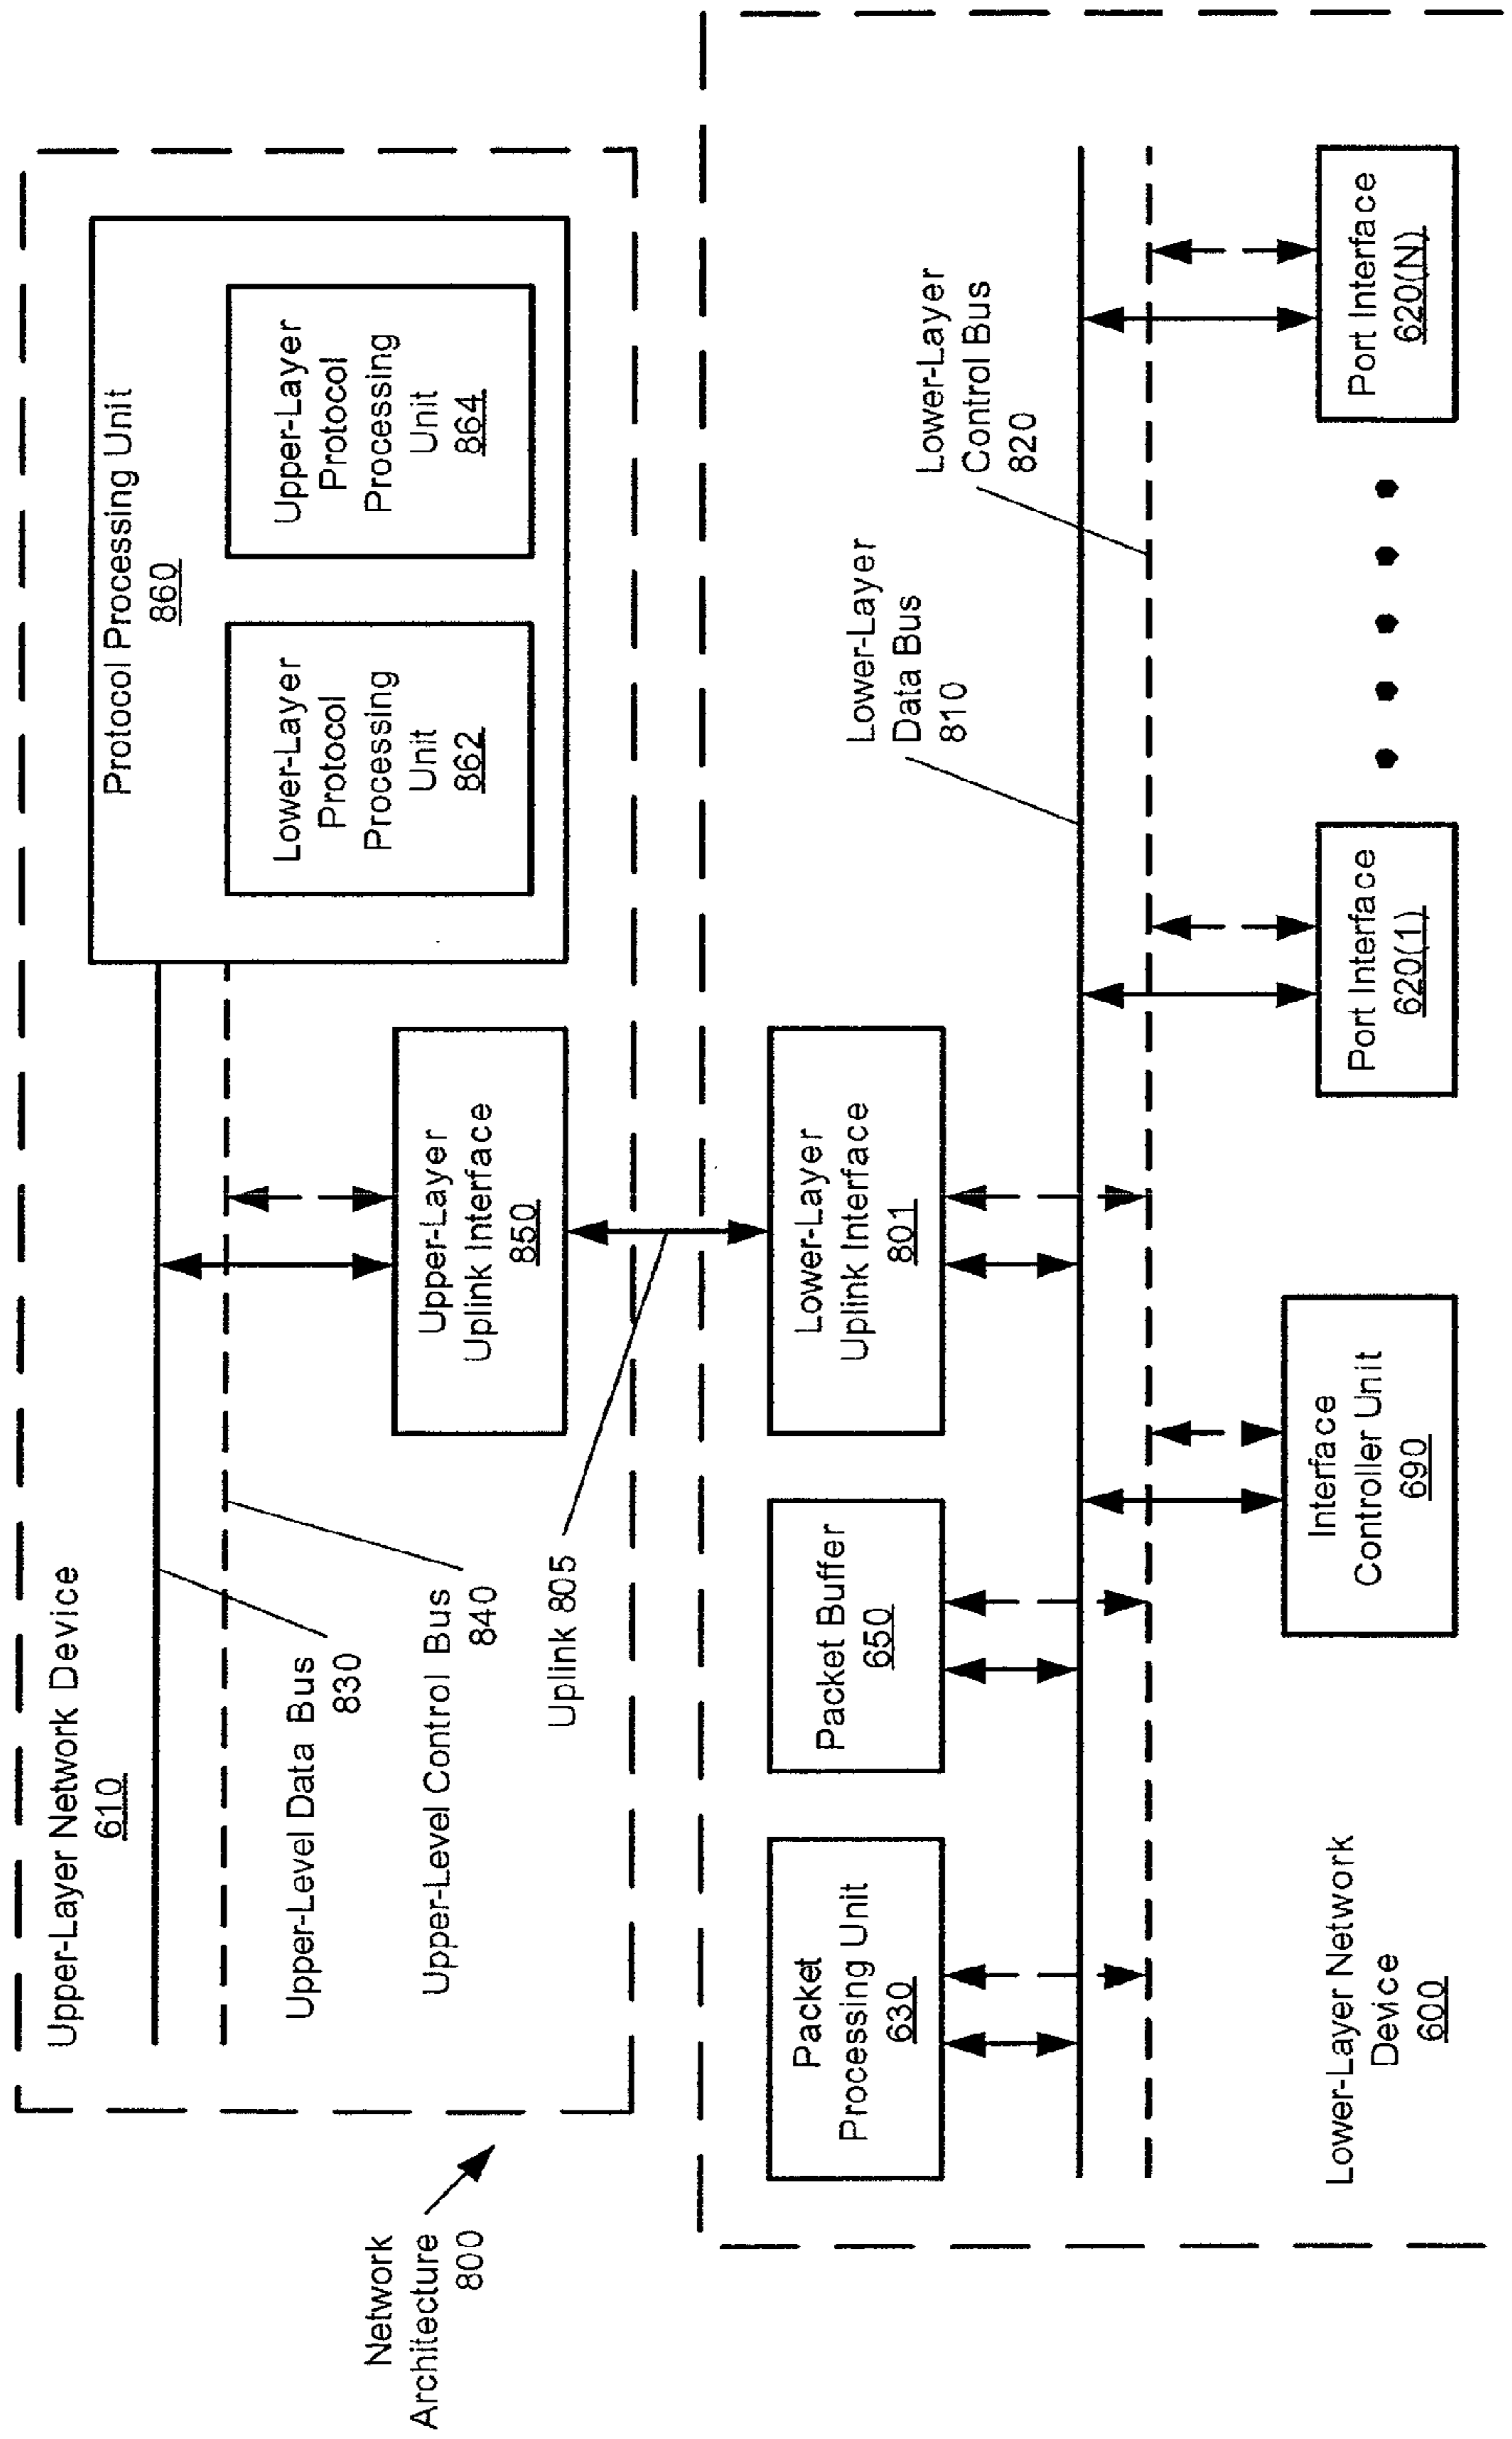 Network
Architecture
800
Upper-Layer Network Device
610
Upper-Level Data Bus
830
Upper-Level Control Bus
840
Uplink 805
Upper-Layer
Uplink Interface
850
Protocol Processing Unit
860
Lower-Layer
Protocol
Processing
Unit
862
Upper-Layer
Protocol
Processing
Unit
864
Packet
Processing Unit
630
Packet Buffer
650
Lower-Layer
Uplink Interface
801
Lower-Layer
Data Bus
810
Lower-Layer
Control Bus
820
Lower-Layer Network
Device
600
Interface
Controller Unit
690
Port Interface
620(1)
Port Interface
620(N)